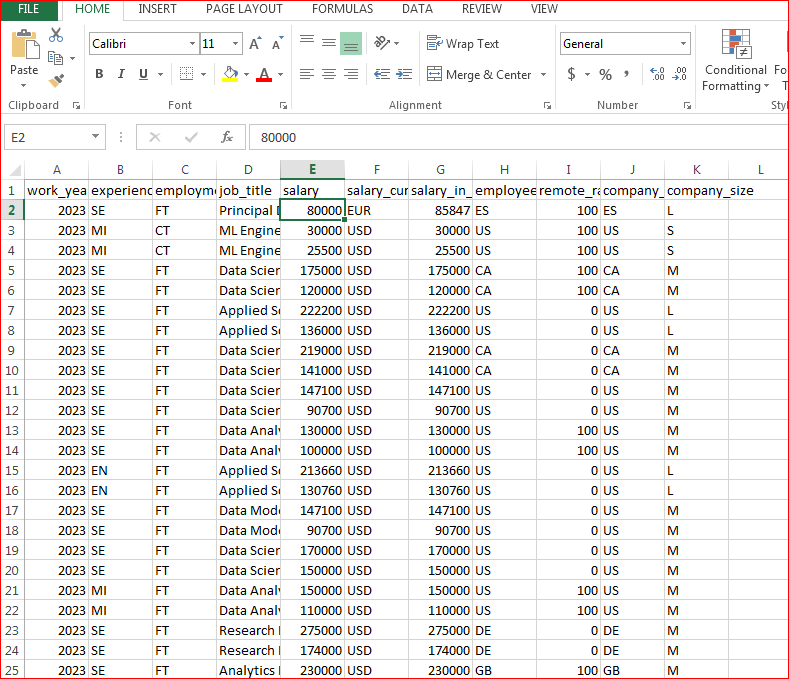 FILE HOME INSERT PAGE LAYOUT FORMULAS DATA REVIEW VIEW
Calibri 11 Wrap Text General
Paste B I U A Merge & Center $ % , Conditional Fo
Formatting T
Clipboard Font Alignment Number Sty
E2 fx 80000
A B C D E F G H I J K L
1 work_yea experienc employme job_title salary salary_cur salary_in_ employee remote_ra company_ company_size
2 2023 SE FT Principal D 80000 EUR 85847 ES 100 ES L
3 2023 MI CT ML Engine 30000 USD 30000 US 100 US S
4 2023 MI CT ML Engine 25500 USD 25500 US 100 US S
5 2023 SE FT Data Scien 175000 USD 175000 CA 100 CA M
6 2023 SE FT Data Scien 120000 USD 120000 CA 100 CA M
7 2023 SE FT Applied Sc 222200 USD 222200 US 0 US L
8 2023 SE FT Applied Sc 136000 USD 136000 US 0 US L
9 2023 SE FT Data Scien 219000 USD 219000 CA 0 CA M
10 2023 SE FT Data Scien 141000 USD 141000 CA 0 CA M
11 2023 SE FT Data Scien 147100 USD 147100 US 0 US M
12 2023 SE FT Data Scien 90700 USD 90700 US 0 US M
13 2023 SE FT Data Analy 130000 USD 130000 US 100 US M
14 2023 SE FT Data Analy 100000 USD 100000 US 100 US M
15 2023 EN FT Applied Sc 213660 USD 213660 US 0 US L
16 2023 EN FT Applied Sc 130760 USD 130760 US 0 US L
17 2023 SE FT Data Mode 147100 USD 147100 US 0 US M
18 2023 SE FT Data Mode 90700 USD 90700 US 0 US M
19 2023 SE FT Data Scien 170000 USD 170000 US 0 US M
20 2023 SE FT Data Scien 150000 USD 150000 US 0 US M
21 2023 MI FT Data Analy 150000 USD 150000 US 100 US M
22 2023 MI FT Data Analy 110000 USD 110000 US 100 US M
23 2023 SE FT Research 275000 USD 275000 DE 0 DE M
24 2023 SE FT Research 174000 USD 174000 DE 0 DE M
25 2023 SE FT Analytics 230000 USD 230000 GB 100 GB M